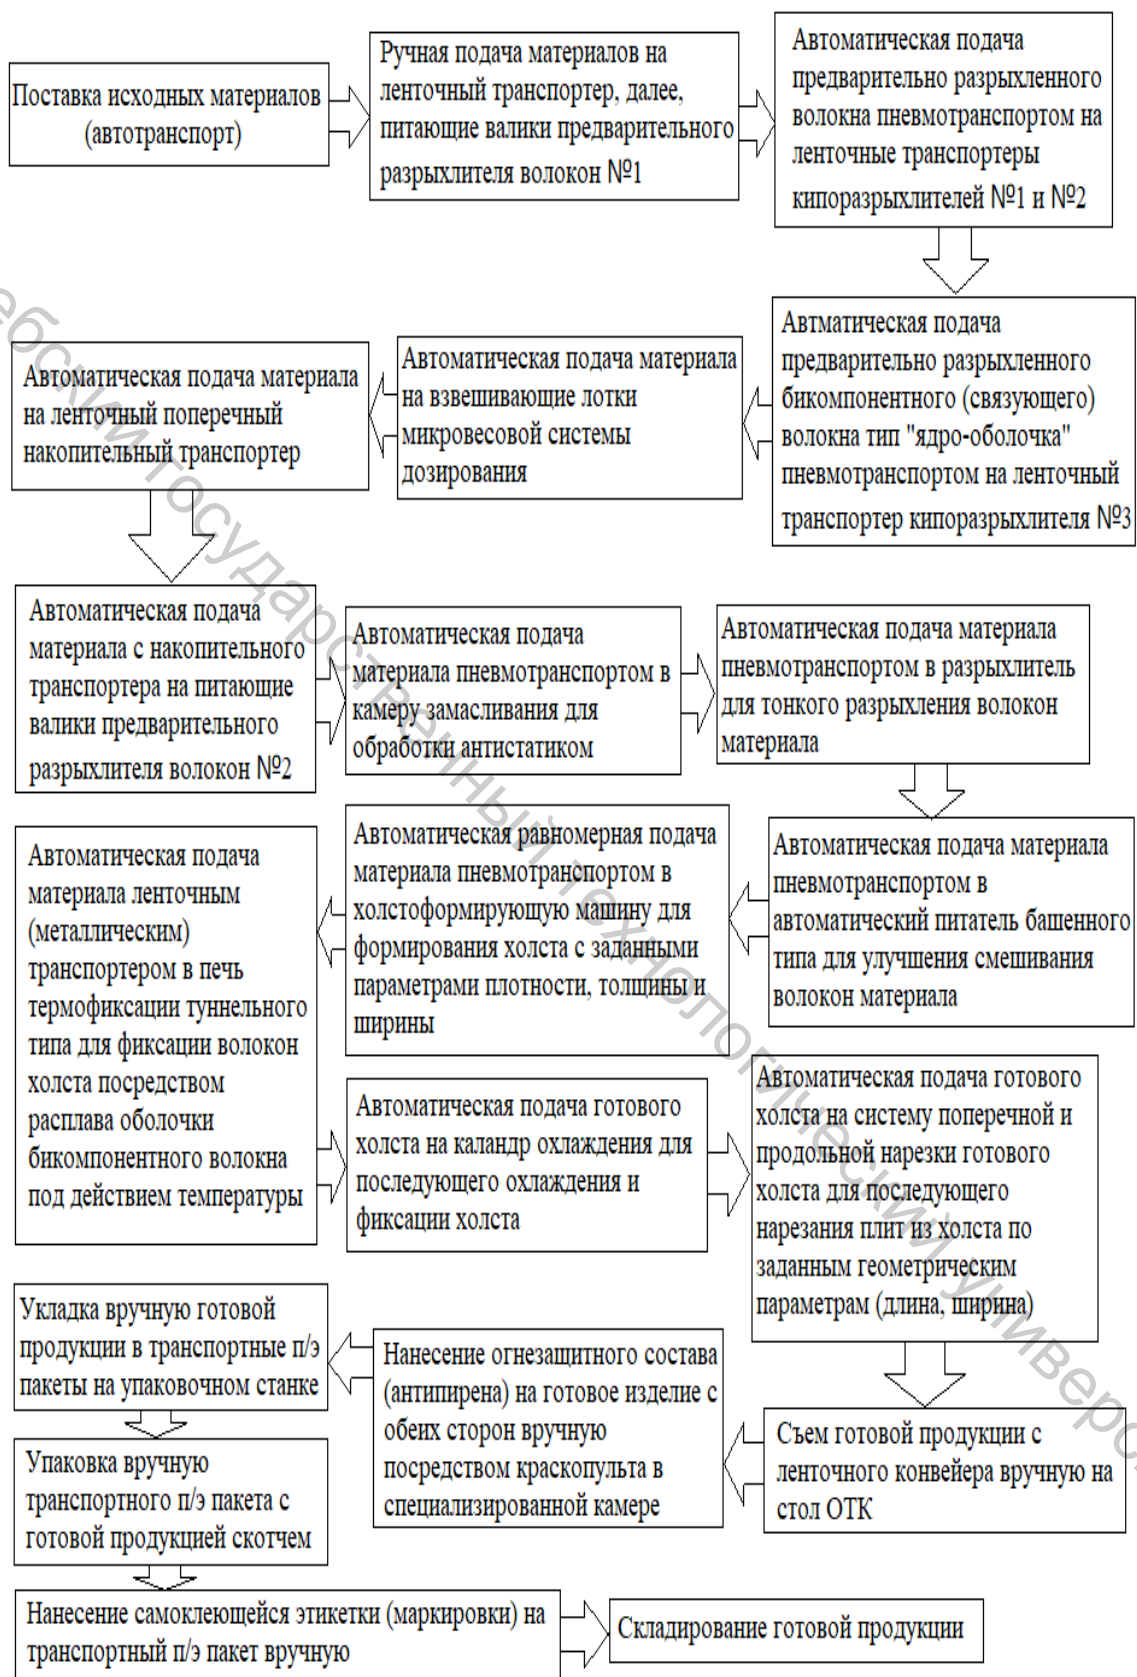 Поставка исходных материалов
(автотранспорт)
Ручная подача материалов на
ленточный транспортер, далее,
питающие валики предварительного
разрыхлителя волокон №1
Автоматическая подача
предварительно разрыхленного
волокна пневмотранспортом на
ленточные транспортеры
кипоразрыхлителей №1 и №2
Автматическая подача
предварительно разрыхленного
бикомпонентного (связующего)
волокна тип "ядро-оболочка"
пневмотранспортом на ленточный
транспортер кипоразрыхлителя №3
Автоматическая подача материала
на взвешивающие лотки
микровесовой системы
дозирования
Автоматическая подача материала
на ленточный поперечный
накопительный транспортер
Автоматическая подача
материала с накопительного
транспортера на питающие
валики предварительного
разрыхлителя волокон №2
Автоматическая подача
материала пневмотранспортом в
камеру замасливания для
обработки антистатиком
Автоматическая подача материала
пневмотранспортом в разрыхлитель
для тонкого разрыхления волокон
материала
Автоматическая подача материала
пневмотранспортом в
автоматический питатель башенного
типа для улучшения смешивания
волокон материала
Автоматическая равномерная подача
материала пневмотранспортом в
холстоформирующую машину для
формирования холста с заданными
параметрами плотности, толщины и
ширины
Автоматическая подача
материала ленточным
(металлическим)
транспортером в печь
термофиксации туннельного
типа для фиксации волокон
холста посредством
расплава оболочки
бикомпонентного волокна
под действием температуры
Автоматическая подача готового
холста на каландр охлаждения для
последующего охлаждения и
фиксации холста
Автоматическая подача готового
холста на систему поперечной и
продольной нарезки готового
холста для последующего
нарезания плит из холста по
заданным геометрическим
параметрам (длина, ширина)
Съем готовой продукции с
ленточного конвейера вручную на
стол ОТК
Нанесение огнезащитного состава
(антипирена) на готовое изделие с
обеих сторон вручную
посредством краскопульта в
специализированной камере
Укладка вручную готовой
продукции в транспортные п/э
пакеты на упаковочном станке
Упаковка вручную
транспортного п/э пакета с
готовой продукцией скотчем
Нанесение самоклеющейся этикетки (маркировки) на
транспортный п/э пакет вручную
Складирование готовой продукции
государственный технологический